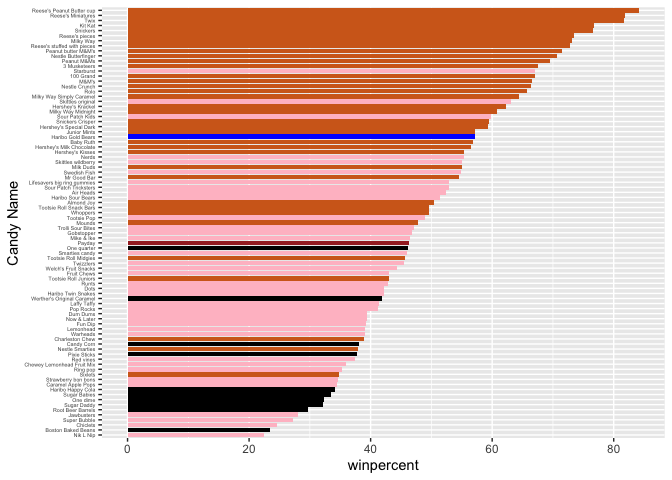 Reese's Peanut Butter cup
Reese's Miniatures
Twix
Kit Kat
Snickers
Reese's pieces
Milky Way
Reese's stuffed with pieces
Peanut butter M&M's
Nestle Butterfinger
Peanut M&Ms
3 Musketeers
Starburst
100 Grand
M&M's
Nestle Crunch
Rolo
Milky Way Simply Caramel
Skittles original
Hershey's Krackel
Milky Way Midnight
Sour Patch Kids
Snickers Crisper
Hershey's Special Dark
Junior Mints
Haribo Gold Bears
Baby Ruth
Hershey's Milk Chocolate
Hershey's Kisses
Nerds
Skittles wildberry
Milk Duds
Swedish Fish
Mr Good Bar
Lifesavers big ring gummies
Sour Patch Tricksters
Air Heads
Haribo Sour Bears
Almond Joy
Tootsie Roll Snack Bars
Whoppers
Tootsie Pop
Mounds
Trolli Sour Bites
Gobstopper
Mike & Ike
Payday
One quarter
Smarties candy
Tootsie Roll Midgies
Twizzlers
Welch's Fruit Snacks
Fruit Chews
Tootsie Roll Juniors
Runts
Dots
Haribo Twin Snakes
Werther's Original Caramel
Laffy Taffy
Pop Rocks
Dum Dums
Now & Later
Fun Dip
Lemonhead
Warheads
Charleston Chew
Candy Corn
Nestle Smarties
Pixie Sticks
Red vines
Chewey Lemonhead Fruit Mix
Ring pop
Sixlets
Strawberry bon bons
Caramel Apple Pops
Haribo Happy Cola
Sugar Babies
One dime
Sugar Daddy
Root Beer Barrels
Jawbusters
Super Bubble
Chiclets
Boston Baked Beans
Nik L Nip
Candy Name
0 20 40 60 80
winpercent